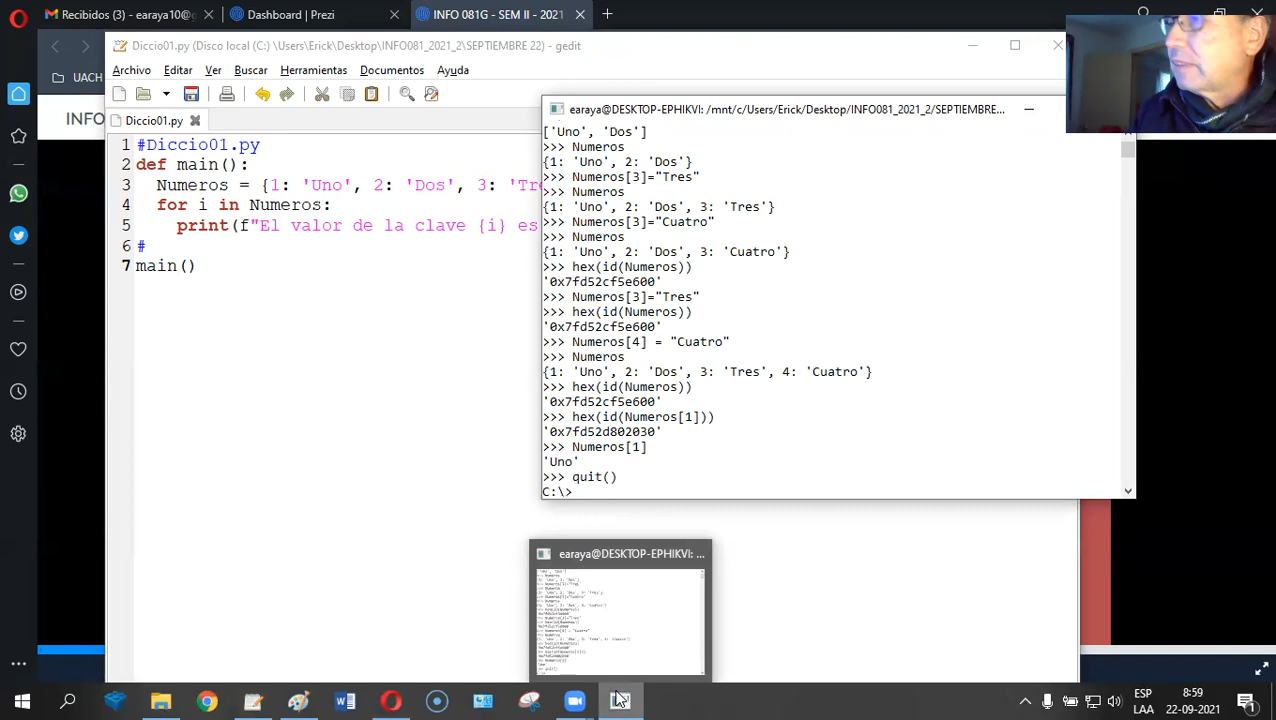 Recibidos (3) - earaya10@g
Dashboard | Prezi
INFO 081G - SEM II - 2021
Diccio01.py (Disco local (C:) \Users\Erick\Desktop\INFO081_2021_2\SEPTIEMBRE 22) - gedit
UACH
Archivo Editar Ver Buscar Herramientas Documentos Ayuda
INFO
Diccio01.py
1 #Diccio01.py
2 def main():
3 Numeros = {1: 'Uno', 2: 'Dos', 3: 'Tre
4 for i in Numeros:
5 print(f"El valor de la clave {i} es
6 #
7 main()
earaya@DESKTOP-EPHIKVI: /mnt/c/Users/Erick/Desktop/INFO081_2021_2/SEPTIEMBRE...
['Uno', 'Dos']
>>> Numeros
{1: 'Uno', 2: 'Dos'}
>>> Numeros[3]="Tres"
>>> Numeros
{1: 'Uno', 2: 'Dos', 3: 'Tres'}
>>> Numeros[3]="Cuatro"
>>> Numeros
{1: 'Uno', 2: 'Dos', 3: 'Cuatro'}
>>> hex(id(Numeros))
'0x7fd52cf5e600'
>>> Numeros[3]="Tres"
>>> hex(id(Numeros))
'0x7fd52cf5e600'
>>> Numeros[4] = "Cuatro"
>>> Numeros
{1: 'Uno', 2: 'Dos', 3: 'Tres', 4: 'Cuatro'}
>>> hex(id(Numeros))
'0x7fd52cf5e600'
>>> hex(id(Numeros[1]))
'0x7fd52d802030'
>>> Numeros[1]
'Uno'
>>> quit()
C:\>
earaya@DESKTOP-EPHIKVI: ...
ESP
LAA
8:59
22-09-2021
1